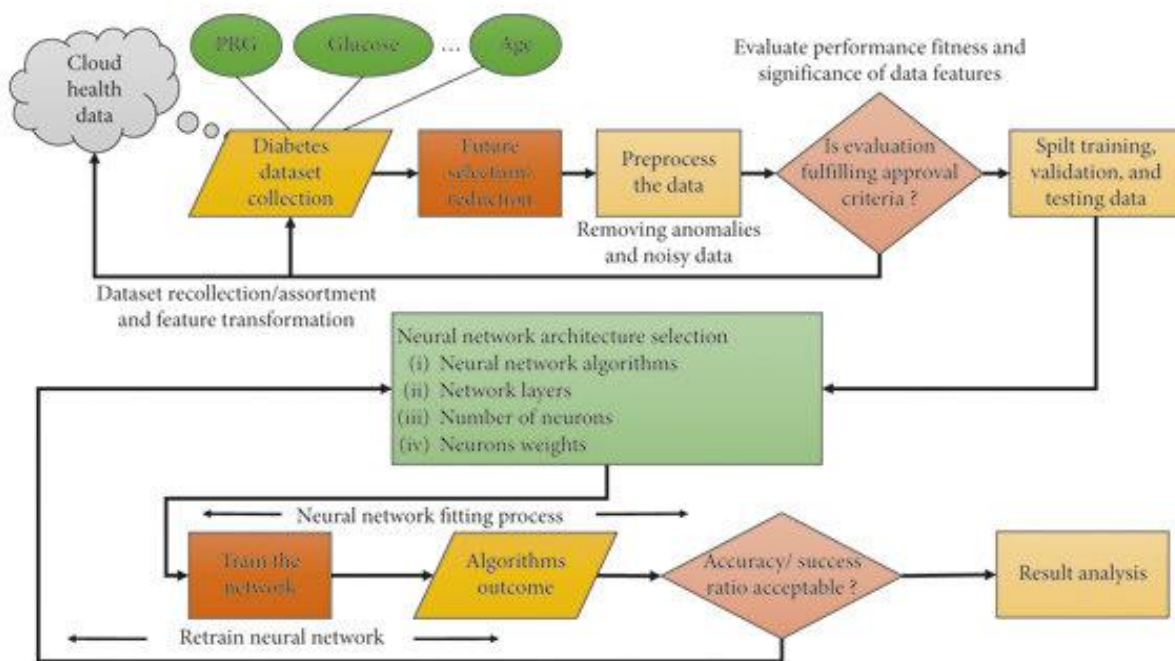 PRG
Glucose
...
Age
Cloud
health
data
Evaluate performance fitness and
significance of data features
Diabetes
dataset
collection
Future
selection/
reduction
Preprocess
the data
Is evaluation
fulfilling approval
criteria ?
Spilt training,
validation, and
testing data
Removing anomalies
and noisy data
Dataset recollection/assortment
and feature transformation
Neural network architecture selection
(i) Neural network algorithms
(ii) Network layers
(iii) Number of neurons
(iv) Neurons weights
Neural network fitting process
Train the
network
Algorithms
outcome
Accuracy/ success
ratio acceptable ?
Result analysis
Retrain neural network